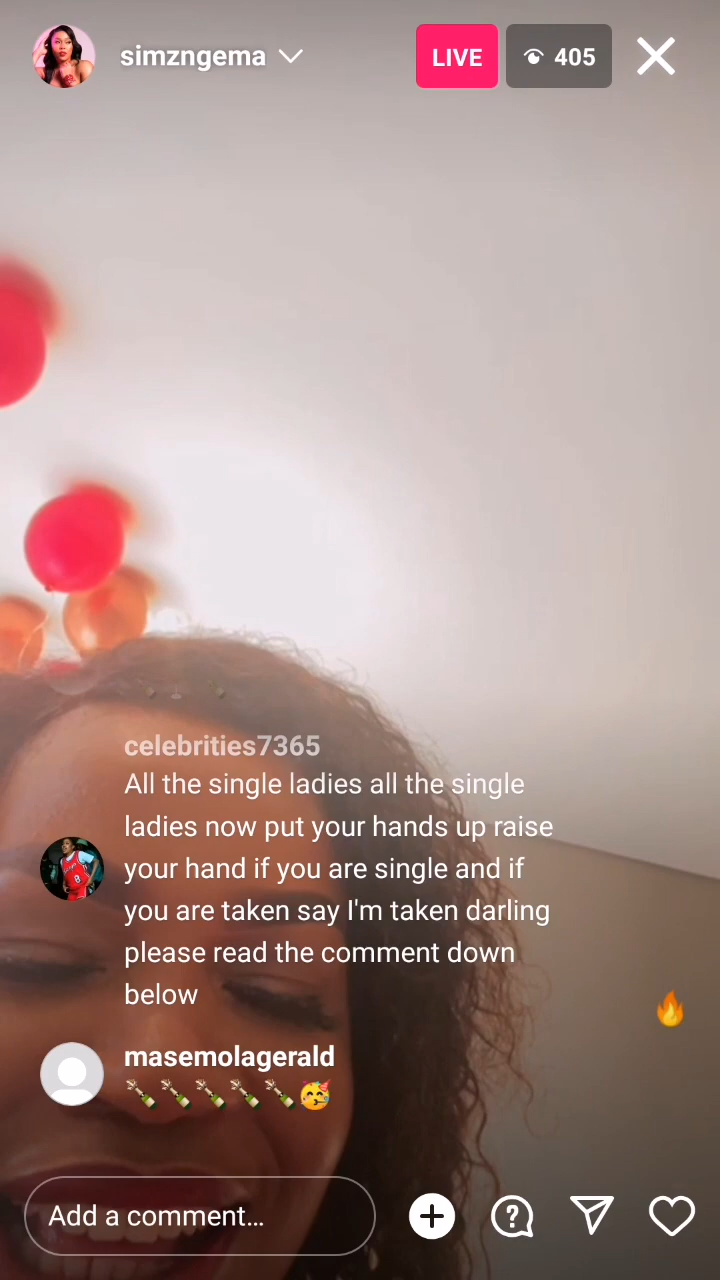 simzngema
LIVE
405
celebrities7365
All the single ladies all the single
ladies now put your hands up raise
your hand if you are single and if
you are taken say I'm taken darling
please read the comment down
below
masemolagerald
🍾🍾🍾🍾🍾🥳
Add a comment...